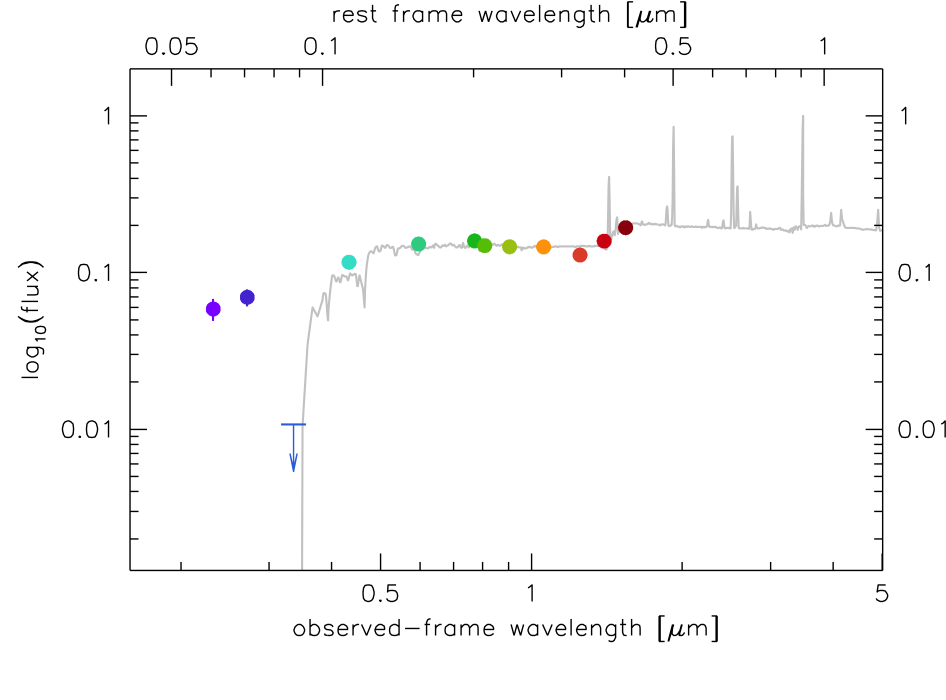 rest frame wavelength [μm]
0.05 0.1 0.5 1
1 1
log10(flux)
0.1 0.1
0.01 0.01
0.5 1 5
observed-frame wavelength [μm]